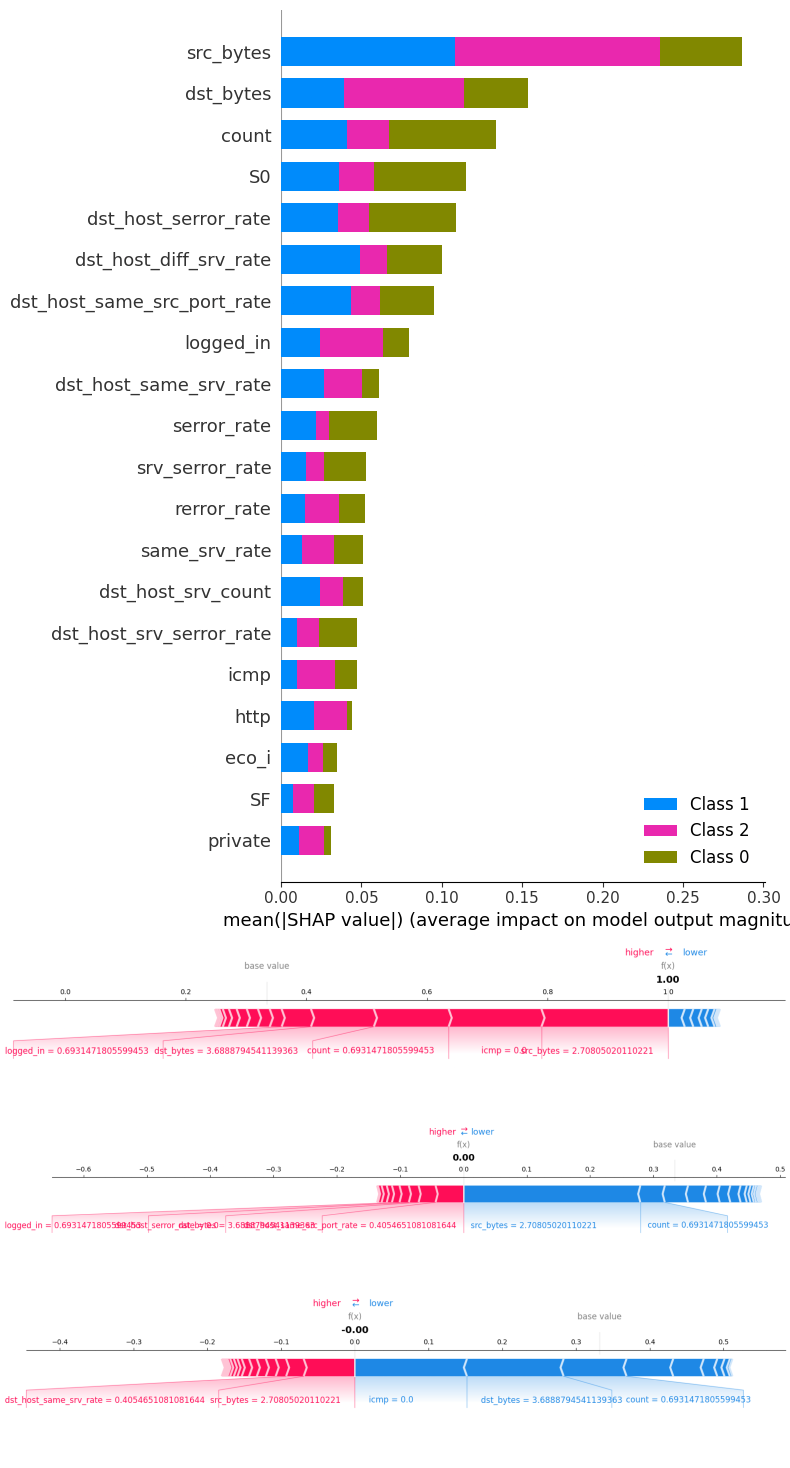 src_bytes
dst_bytes
count
S0
dst_host_serror_rate
dst_host_diff_srv_rate
dst_host_same_src_port_rate
logged_in
dst_host_same_srv_rate
serror_rate
srv_serror_rate
rerror_rate
same_srv_rate
dst_host_srv_count
dst_host_srv_serror_rate
icmp
http
eco_i
SF
private
Class 1
Class 2
Class 0
0.00 0.05 0.10 0.15 0.20 0.25 0.30
mean(|SHAP value|) (average impact on model output magnitu
higher ⇄ lower
base value f(x)
1.00
0.0 0.2 0.4 0.6 0.8 1.0
logged_in = 0.6931471805599453 dst_bytes = 3.6888794541139363 count = 0.6931471805599453 icmp = 0.0 src_bytes = 2.70805020110221
higher ⇄ lower
f(x) base value
0.00
−0.6 −0.5 −0.4 −0.3 −0.2 −0.1 0.0 0.1 0.2 0.3 0.4 0.5
logged_in = 0.6931471805599453 src_bytes = 2.70805020110221 count = 0.6931471805599453
higher ⇄ lower
f(x) base value
-0.00
−0.4 −0.3 −0.2 −0.1 0.0 0.1 0.2 0.3 0.4 0.5
dst_host_same_srv_rate = 0.4054651081081644 src_bytes = 2.70805020110221 icmp = 0.0 dst_bytes = 3.6888794541139363 count = 0.6931471805599453